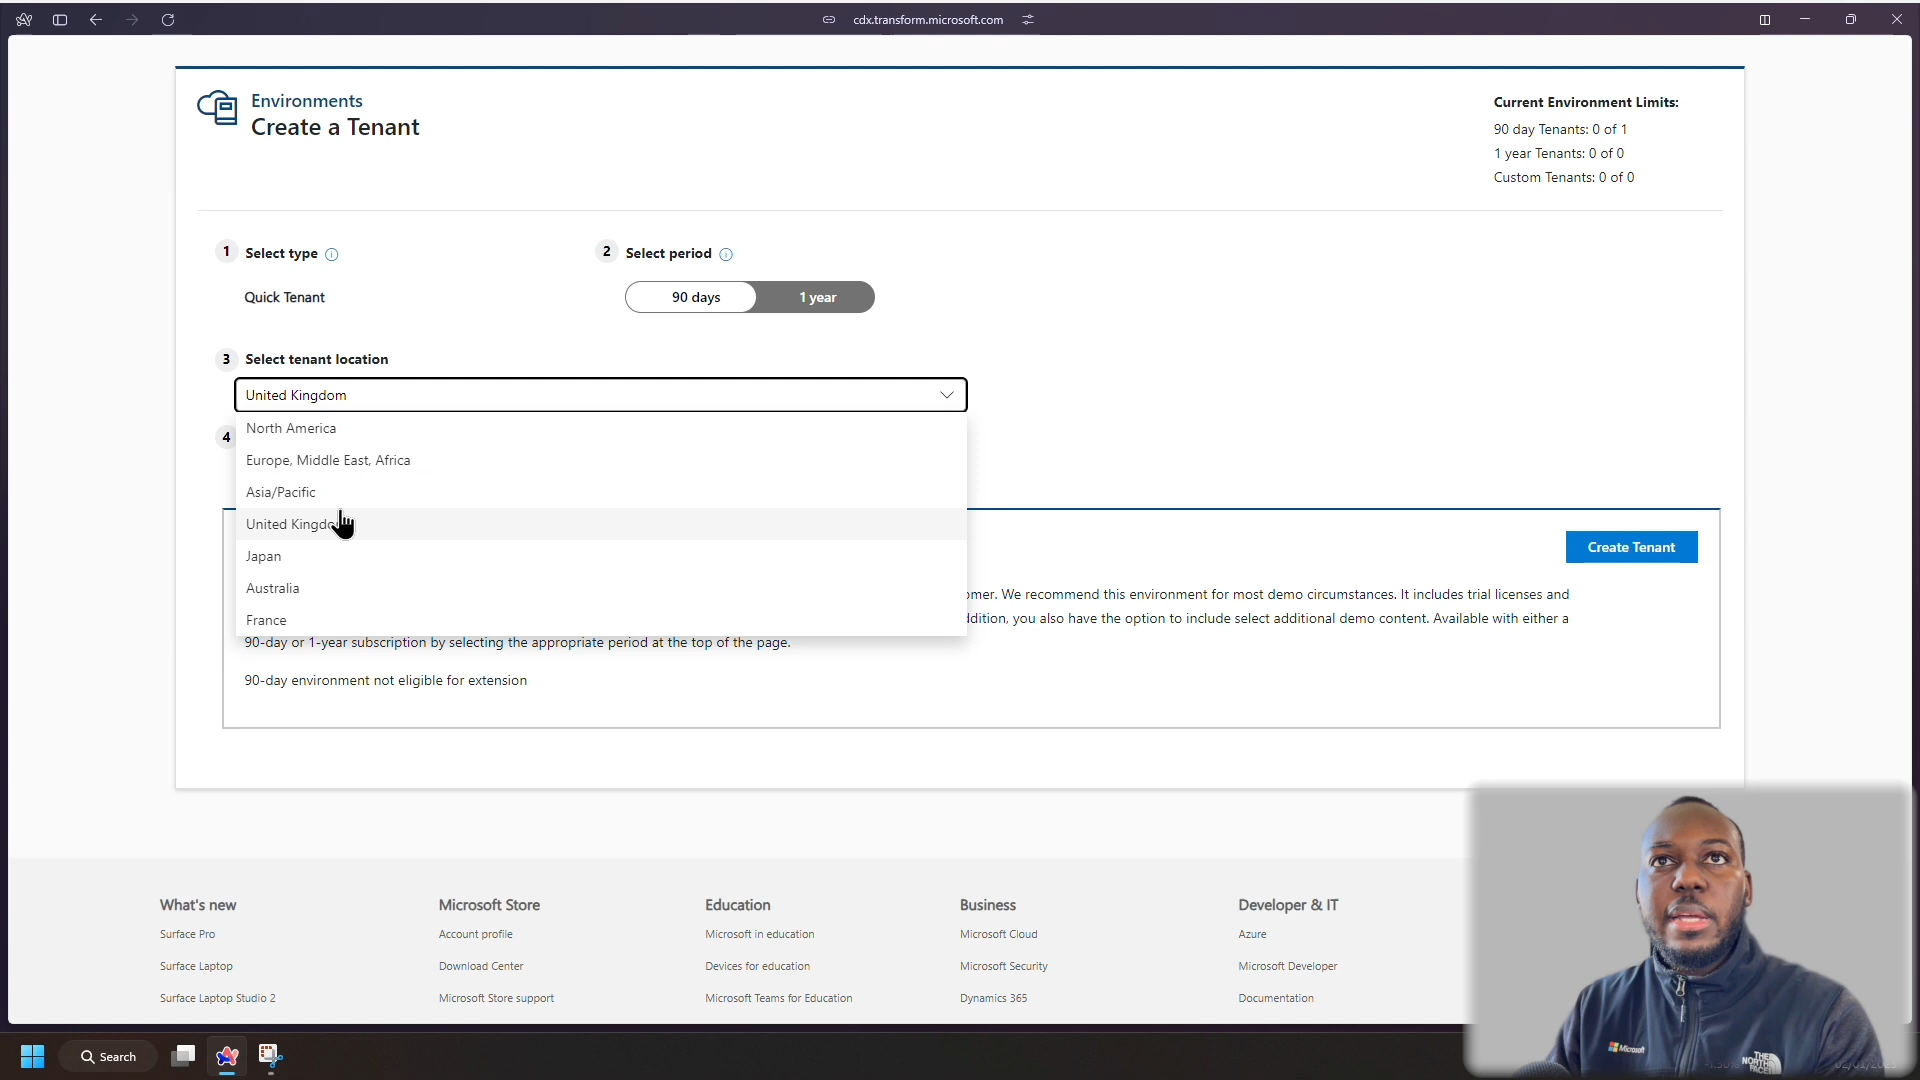 cdx.transform.microsoft.com
Environments
Create a Tenant
Current Environment Limits:
90 day Tenants: 0 of 1
1 year Tenants: 0 of 0
Custom Tenants: 0 of 0
1 Select type
2 Select period
Quick Tenant
90 days
1 year
3 Select tenant location
United Kingdom
4
North America
Europe, Middle East, Africa
Asia/Pacific
United Kingdo
Japan
Australia
France
Create Tenant
omer. We recommend this environment for most demo circumstances. It includes trial licenses and
ddition, you also have the option to include select additional demo content. Available with either a
90-day or 1-year subscription by selecting the appropriate period at the top of the page.
90-day environment not eligible for extension
What's new
Surface Pro
Surface Laptop
Surface Laptop Studio 2
Microsoft Store
Account profile
Download Center
Microsoft Store support
Education
Microsoft in education
Devices for education
Microsoft Teams for Education
Business
Microsoft Cloud
Microsoft Security
Dynamics 365
Developer & IT
Azure
Microsoft Developer
Documentation
Search
Microsoft
THE
NORTH
FACE